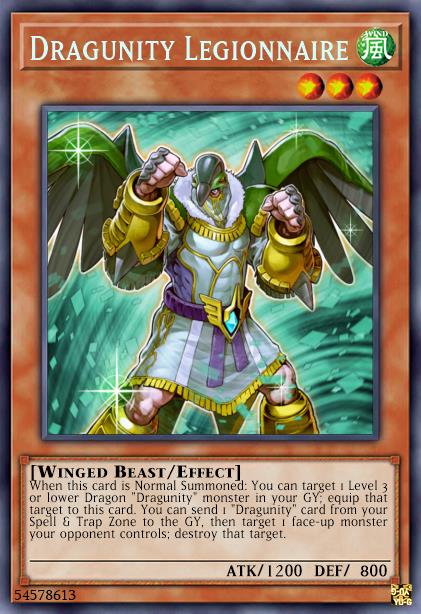 DRAGUNITY LEGIONNAIRE
WIND
風
[WINGED BEAST/EFFECT]
When this card is Normal Summoned: You can target 1 Level 3
or lower Dragon "Dragunity" monster in your GY; equip that
target to this card. You can send 1 "Dragunity" card from your
Spell & Trap Zone to the GY, then target 1 face-up monster
your opponent controls; destroy that target.
ATK/1200 DEF/ 800
54578613